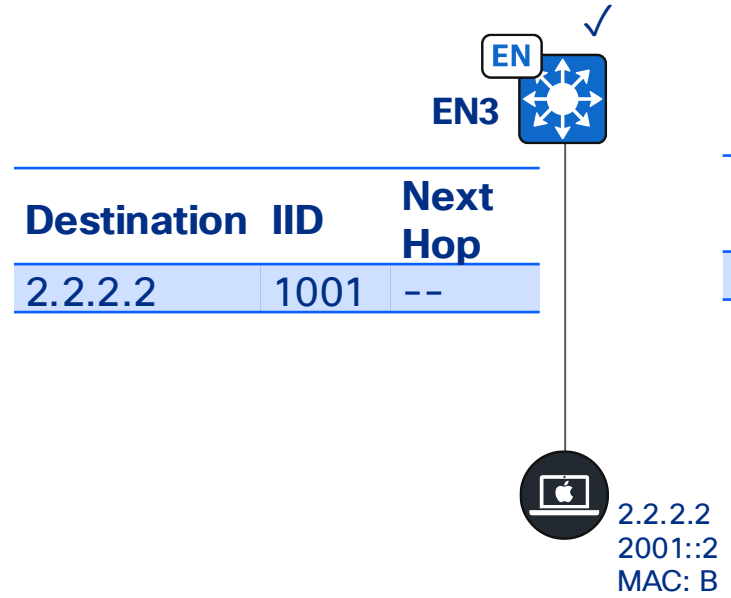 ✓
EN
EN3
Destination IID Next Hop
2.2.2.2 1001 --
2.2.2.2
2001::2
MAC: B